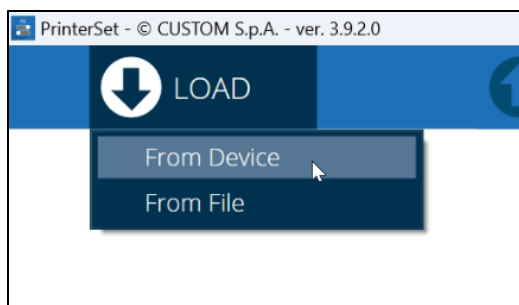 PrinterSet - © CUSTOM S.p.A. - ver. 3.9.2.0
LOAD
From Device
From File